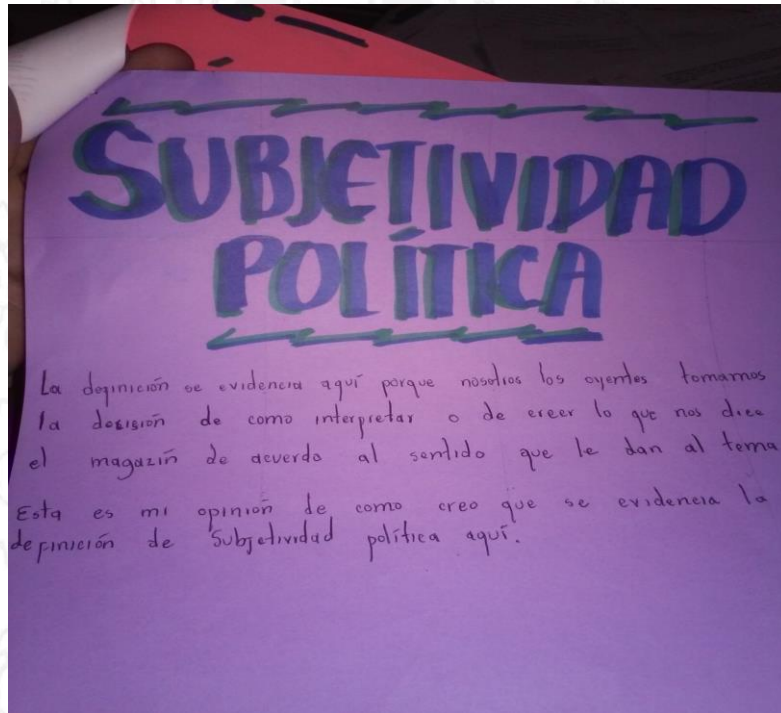 SUBJETIVIDAD
POLÍTICA
La definición se evidencia aquí porque nosotros los oyentes tomamos
la desisión de como interpretar o de creer lo que nos dice
el magazín de acuerdo al sentido que le dan al tema
Esta es mi opinión de como creo que se evidencia la
definición de Subjetividad política aquí.